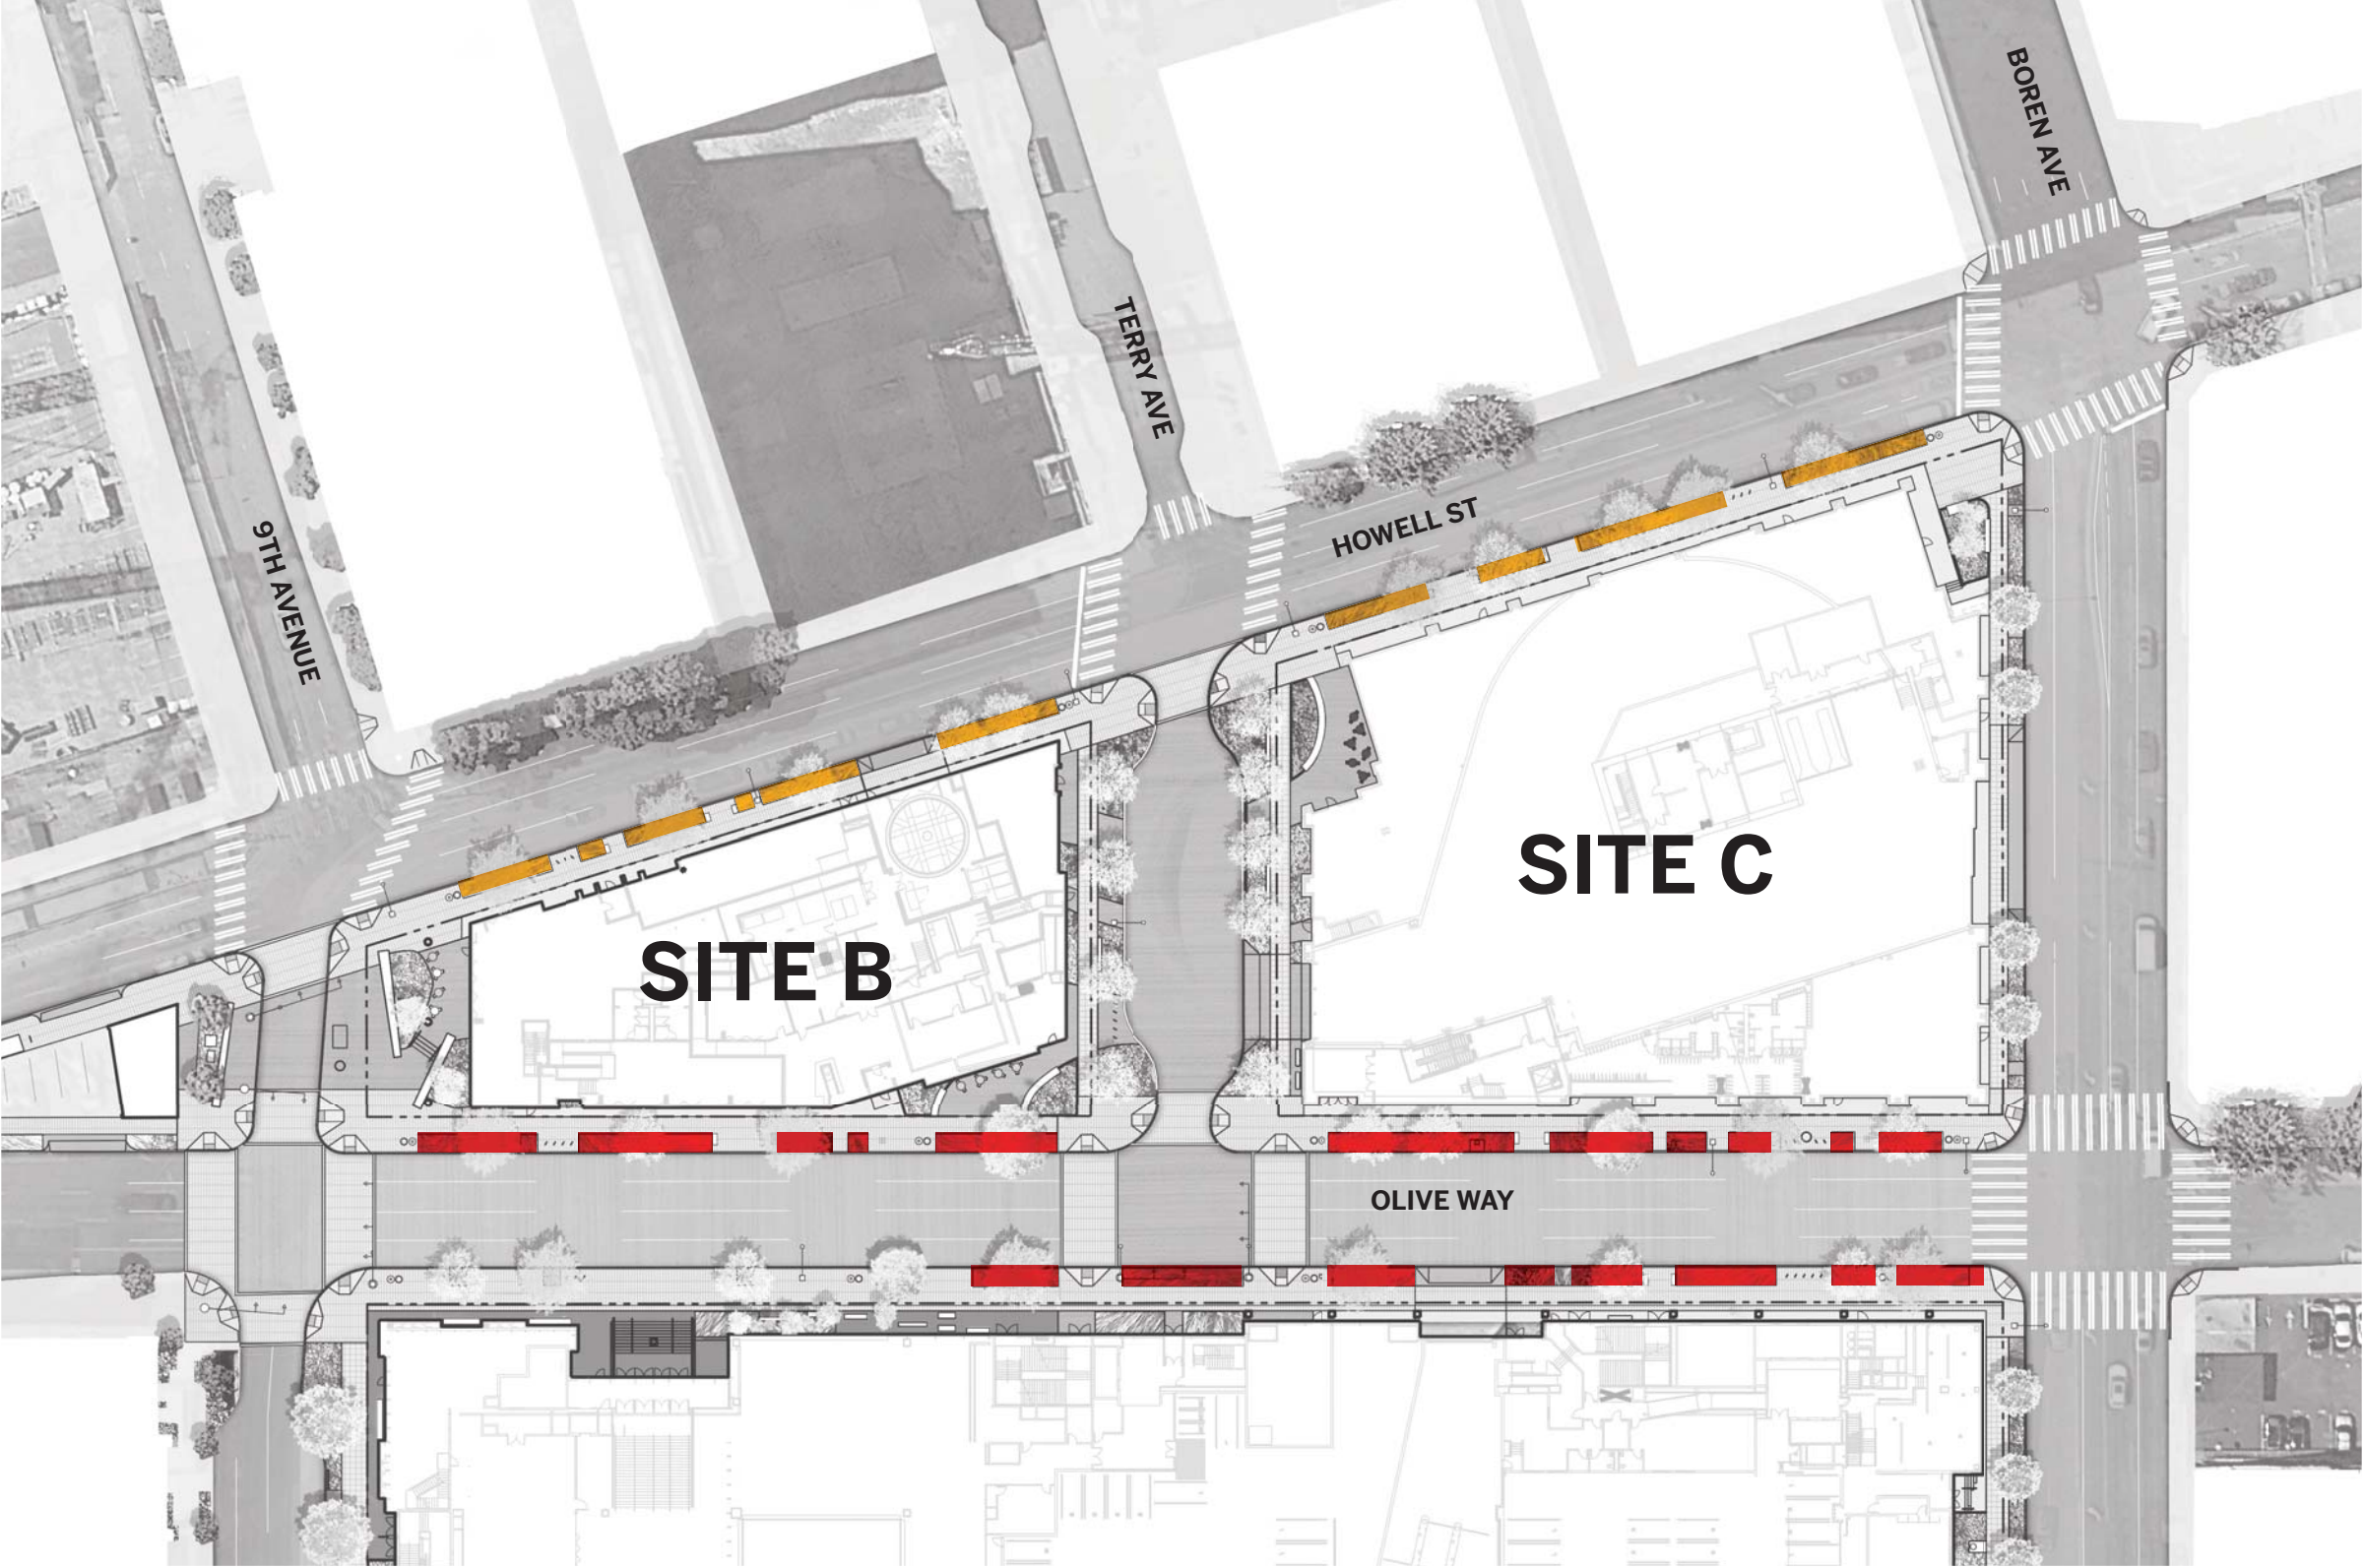 BOREN AVE
TERRY AVE
HOWELL ST
9TH AVENUE
SITE C
SITE B
OLIVE WAY